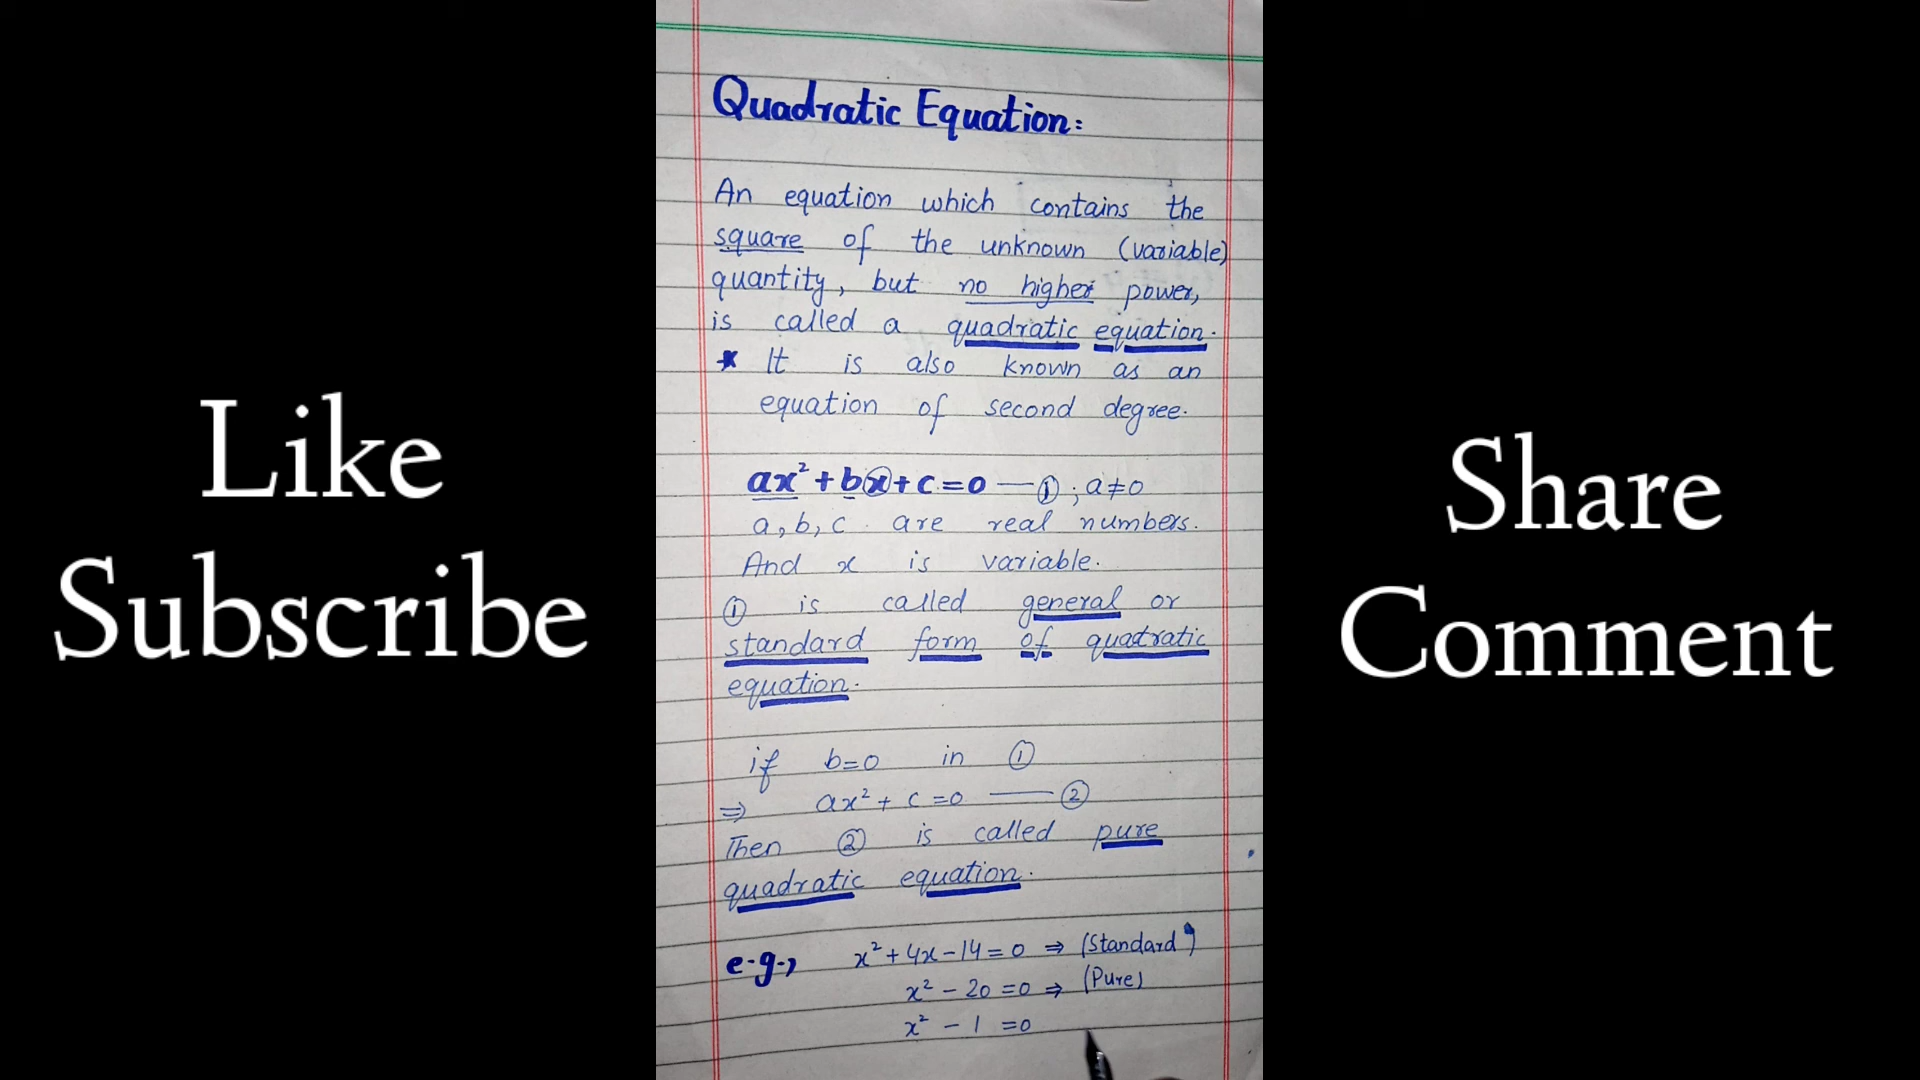 Like
Subscribe
Quadratic Equation:
An equation which contains the
square of the unknown (variable)
quantity, but no higher power,
is called a quadratic equation.
* It is also known as an
equation of second degree.
ax² + bx + c = 0 — ① ; a ≠ 0
a, b, c are real numbers.
And x is variable.
① is called general or
standard form of quadratic
equation.
if b=0 in ①
⇒ ax² + c = 0 — ②
Then ② is called pure
quadratic equation.
e.g., x² + 4x - 14 = 0 ⇒ (Standard)
x² - 20 = 0 ⇒ (Pure)
x² - 1 = 0
Share
Comment